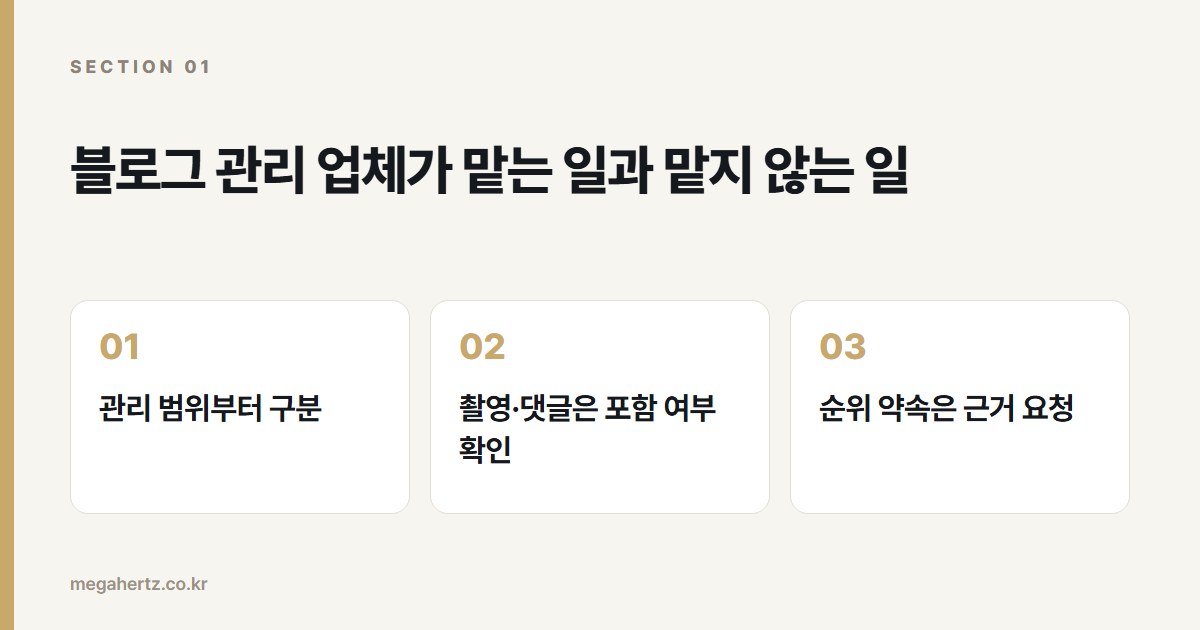 SECTION 01
블로그 관리 업체가 맡는 일과 맡지 않는 일
01
관리 범위부터 구분
02
촬영·댓글은 포함 여부
확인
03
순위 약속은 근거 요청
megahertz.co.kr